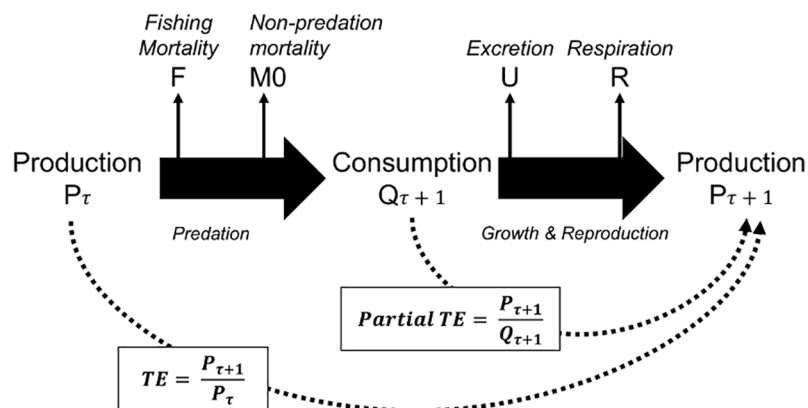 Fishing Mortality
F
Non-predation mortality
M0
Excretion
U
Respiration
R
Production
Pτ
Consumption
Qτ + 1
Production
Pτ + 1
Predation
Growth & Reproduction
Partial TE = Pτ+1 / Qτ+1
TE = Pτ+1 / Pτ